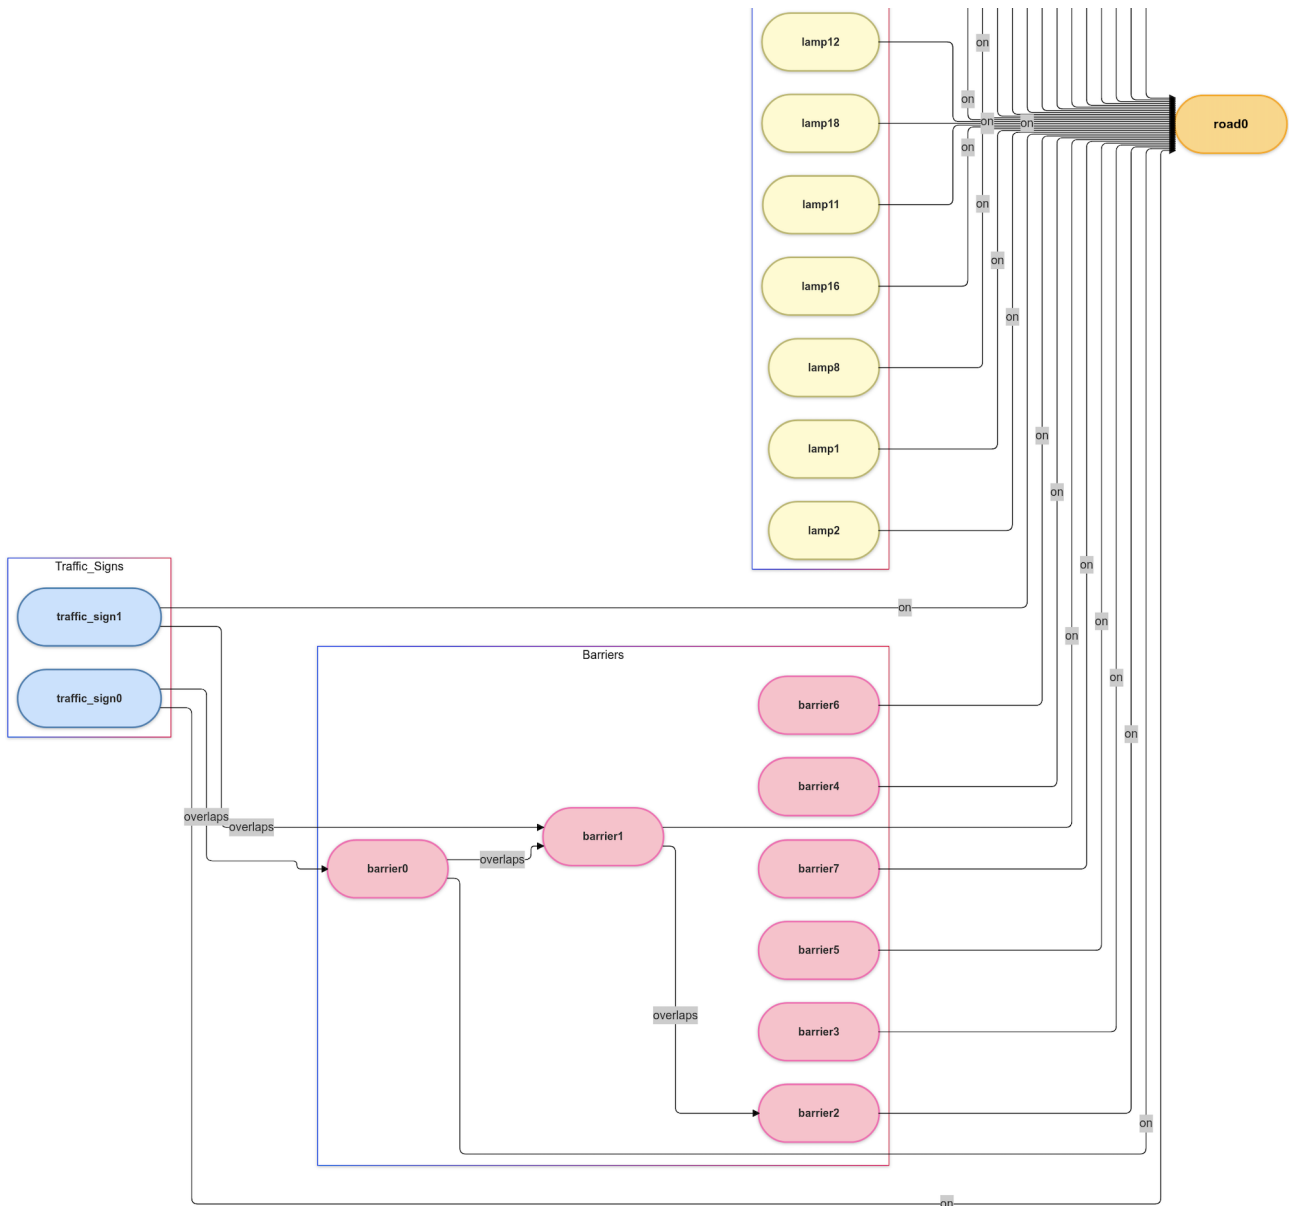 lamp12
on
lamp18
on
on
on
road0
on
lamp11
on
lamp16
on
lamp8
on
lamp1
on
lamp2
on
on
Traffic_Signs
traffic_sign1
on
on
on
on
Barriers
traffic_sign0
barrier6
on
on
barrier4
overlaps
overlaps
barrier1
overlaps
barrier0
barrier7
barrier5
overlaps
barrier3
barrier2
on
on